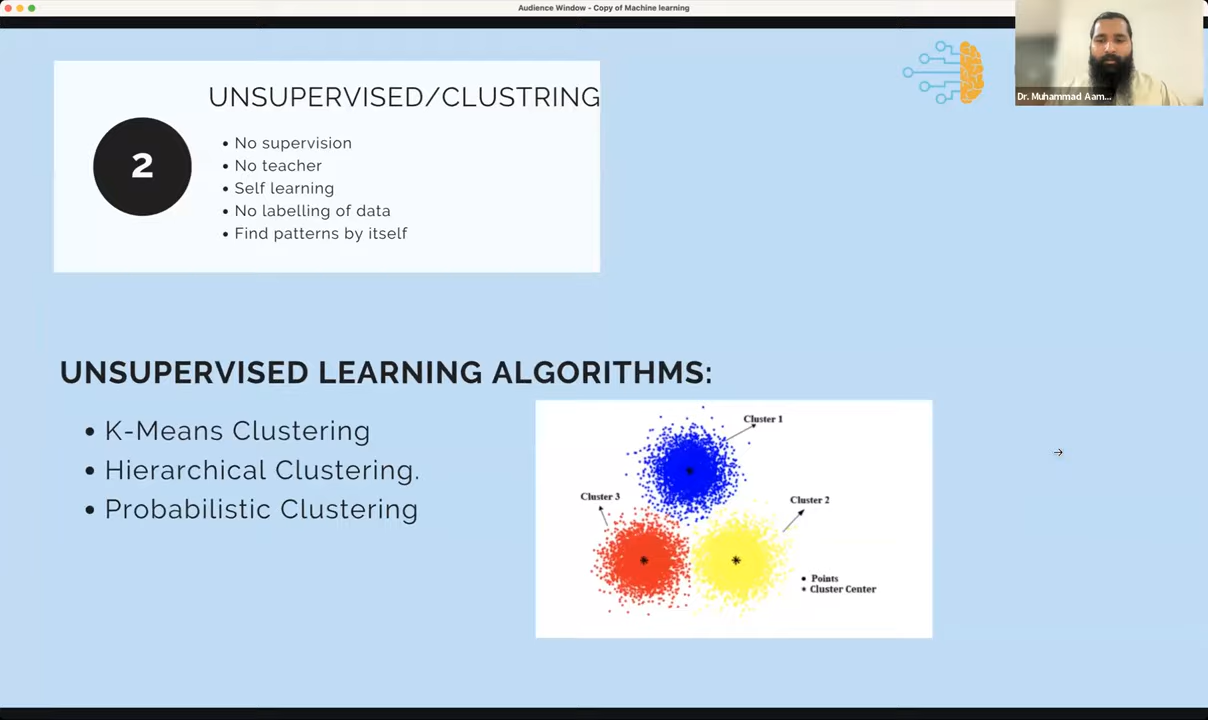 Audience Window - Copy of Machine learning
Dr. Muhammad Aam...
UNSUPERVISED/CLUSTRING
2
• No supervision
• No teacher
• Self learning
• No labelling of data
• Find patterns by itself
UNSUPERVISED LEARNING ALGORITHMS:
• K-Means Clustering
• Hierarchical Clustering.
• Probabilistic Clustering
Cluster 1
Cluster 3
Cluster 2
• Points
* Cluster Center